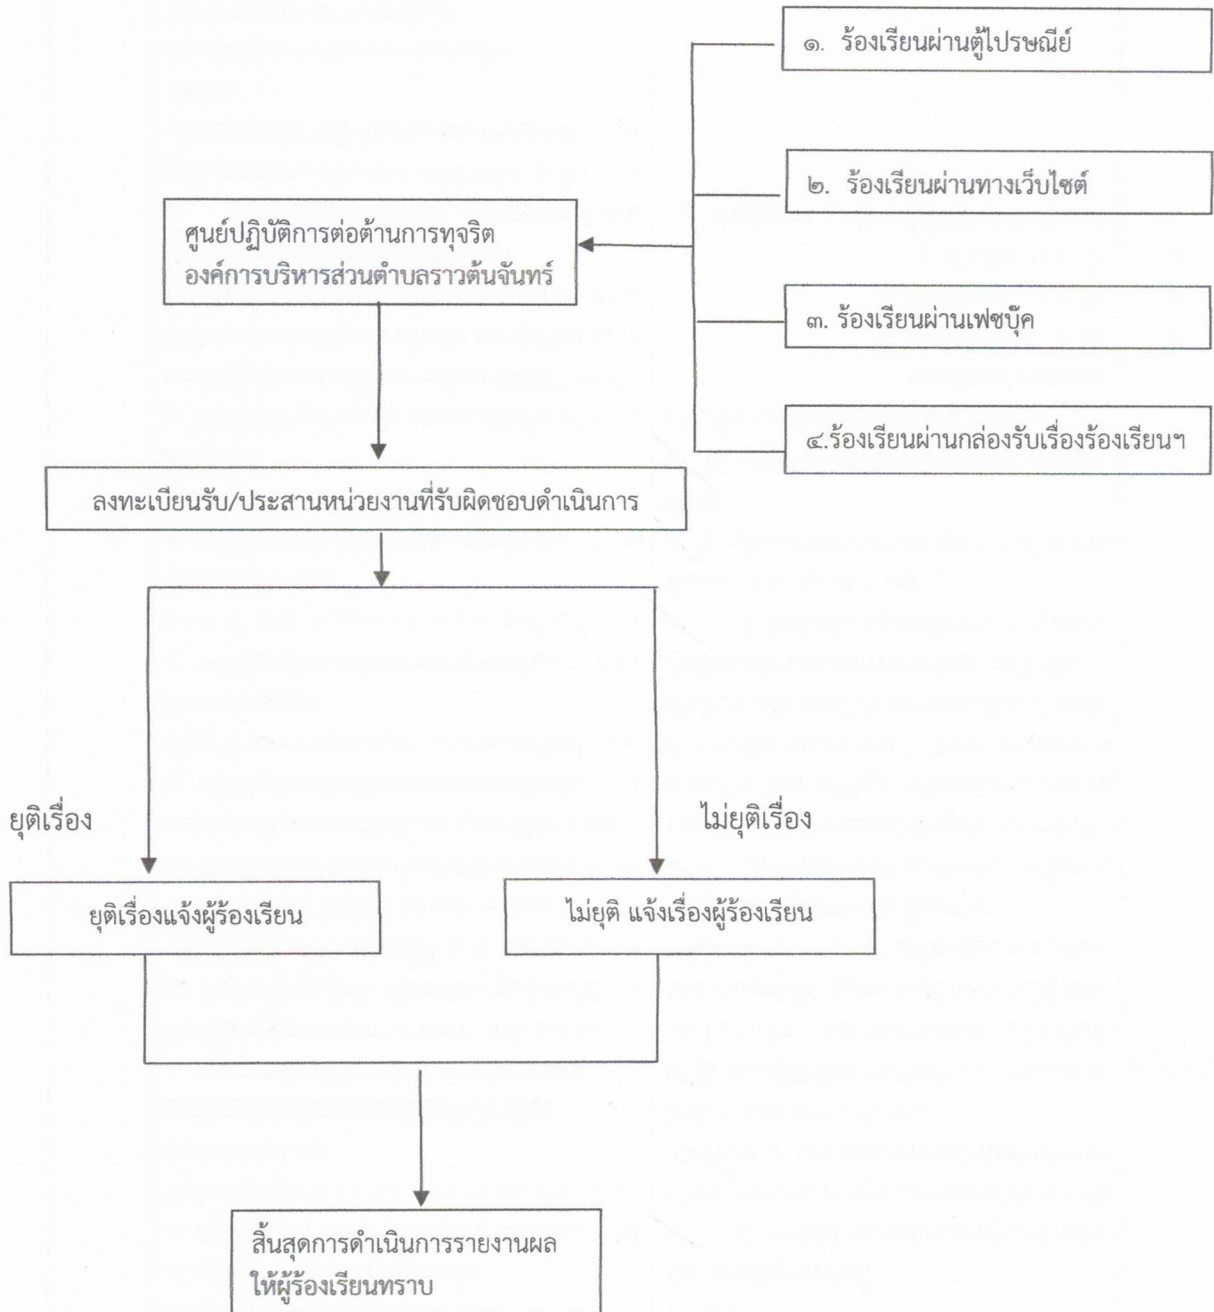 ๑. ร้องเรียนผ่านตู้ไปรษณีย์
๒. ร้องเรียนผ่านทางเว็บไซต์
ศูนย์ปฏิบัติการต่อต้านการทุจริต
องค์การบริหารส่วนตำบลราวต้นจันทร์
๓. ร้องเรียนผ่านเฟซบุ๊ค
๔.ร้องเรียนผ่านกล่องรับเรื่องร้องเรียนฯ
ลงทะเบียนรับ/ประสานหน่วยงานที่รับผิดชอบดำเนินการ
ยุติเรื่อง
ไม่ยุติเรื่อง
ยุติเรื่องแจ้งผู้ร้องเรียน
ไม่ยุติ แจ้งเรื่องผู้ร้องเรียน
สิ้นสุดการดำเนินการรายงานผล
ให้ผู้ร้องเรียนทราบ